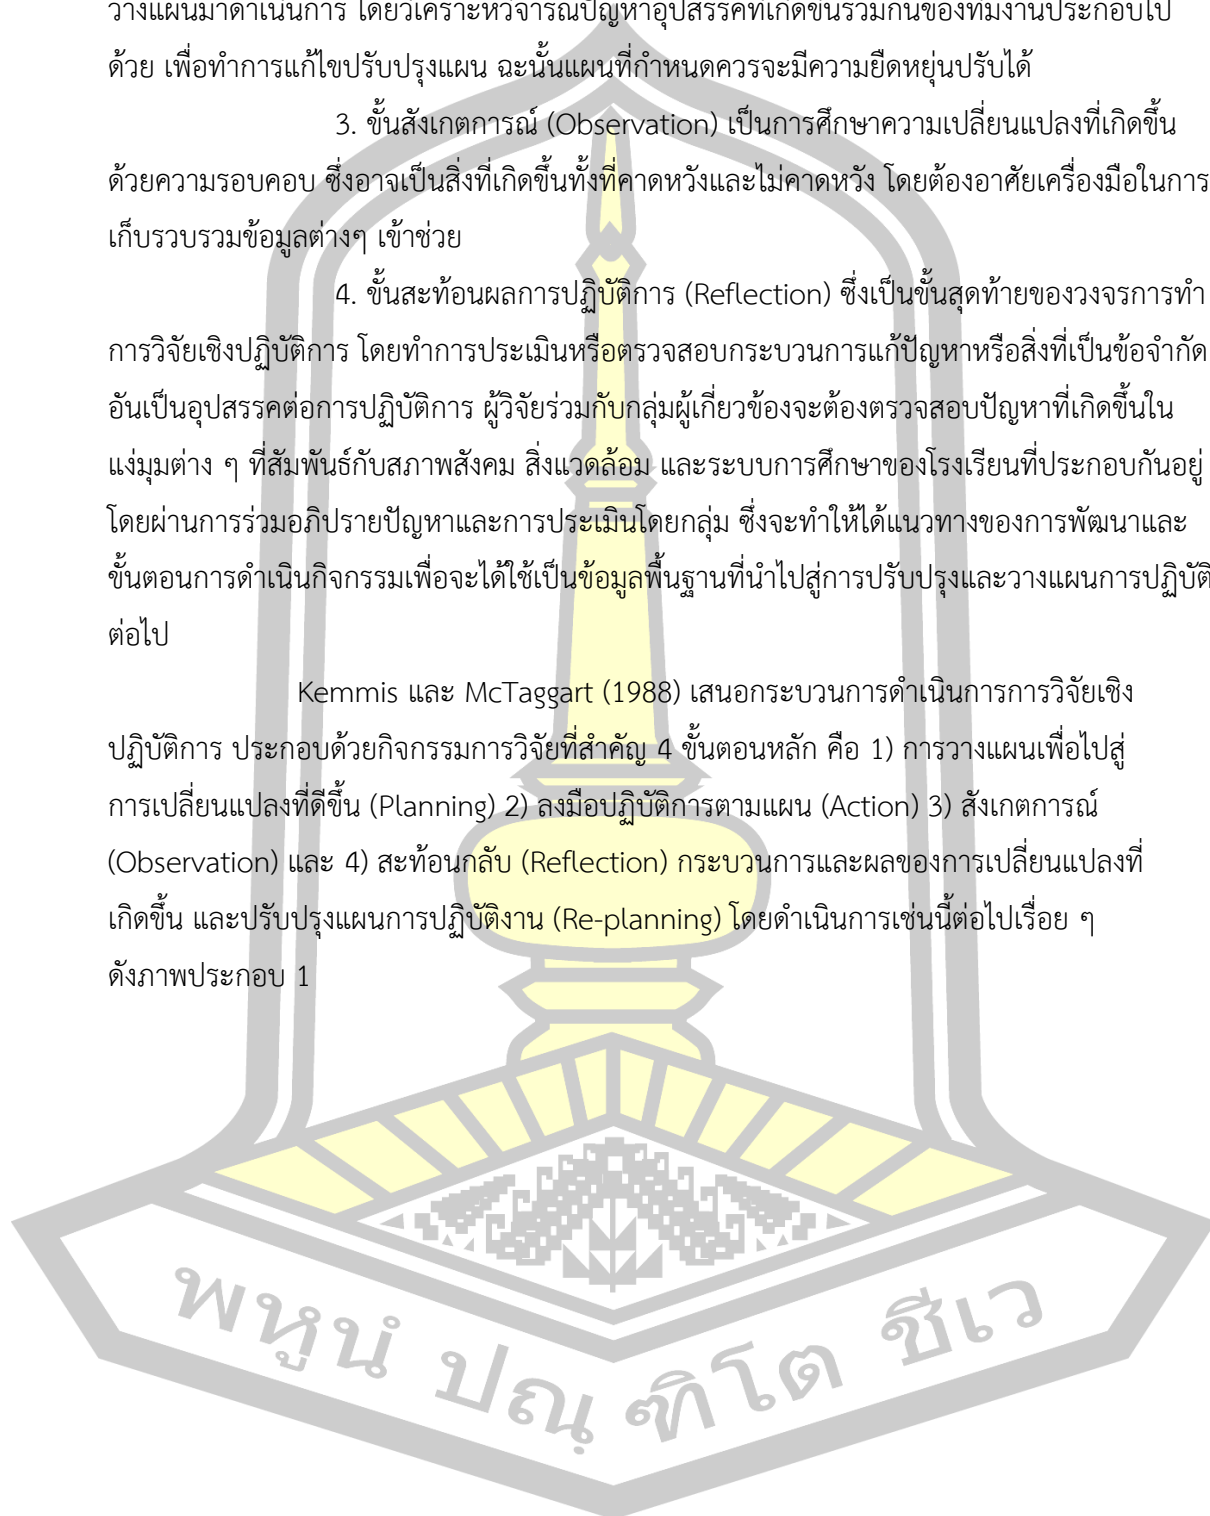 วางแผนมาดำเนินการ โดยวิเคราะห์วิจารณ์ปัญหาอุปสรรคที่เกิดขึ้นร่วมกันของทีมงานประกอบไป
ด้วย เพื่อทำการแก้ไขปรับปรุงแผน ฉะนั้นแผนที่กำหนดควรจะมีความยืดหยุ่นปรับได้
3. ขั้นสังเกตการณ์ (Observation) เป็นการศึกษาความเปลี่ยนแปลงที่เกิดขึ้น
ด้วยความรอบคอบ ซึ่งอาจเป็นสิ่งที่เกิดขึ้นทั้งที่คาดหวังและไม่คาดหวัง โดยต้องอาศัยเครื่องมือในการ
เก็บรวบรวมข้อมูลต่างๆ เข้าช่วย
4. ขั้นสะท้อนผลการปฏิบัติการ (Reflection) ซึ่งเป็นขั้นสุดท้ายของวงจรการทำ
การวิจัยเชิงปฏิบัติการ โดยทำการประเมินหรือตรวจสอบกระบวนการแก้ปัญหาหรือสิ่งที่เป็นข้อจำกัด
อันเป็นอุปสรรคต่อการปฏิบัติการ ผู้วิจัยร่วมกับกลุ่มผู้เกี่ยวข้องจะต้องตรวจสอบปัญหาที่เกิดขึ้นใน
แง่มุมต่าง ๆ ที่สัมพันธ์กับสภาพสังคม สิ่งแวดล้อม และระบบการศึกษาของโรงเรียนที่ประกอบกันอยู่
โดยผ่านการร่วมอภิปรายปัญหาและการประเมินโดยกลุ่ม ซึ่งจะทำให้ได้แนวทางของการพัฒนาและ
ขั้นตอนการดำเนินกิจกรรมเพื่อจะได้ใช้เป็นข้อมูลพื้นฐานที่นำไปสู่การปรับปรุงและวางแผนการปฏิบัติ
ต่อไป
Kemmis และ McTaggart (1988) เสนอกระบวนการดำเนินการการวิจัยเชิง
ปฏิบัติการ ประกอบด้วยกิจกรรมการวิจัยที่สำคัญ 4 ขั้นตอนหลัก คือ 1) การวางแผนเพื่อไปสู่
การเปลี่ยนแปลงที่ดีขึ้น (Planning) 2) ลงมือปฏิบัติการตามแผน (Action) 3) สังเกตการณ์
(Observation) และ 4) สะท้อนกลับ (Reflection) กระบวนการและผลของการเปลี่ยนแปลงที่
เกิดขึ้น และปรับปรุงแผนการปฏิบัติงาน (Re-planning) โดยดำเนินการเช่นนี้ต่อไปเรื่อย ๆ
ดังภาพประกอบ 1
พหูนํ ปณฺฑิโต ชีเว